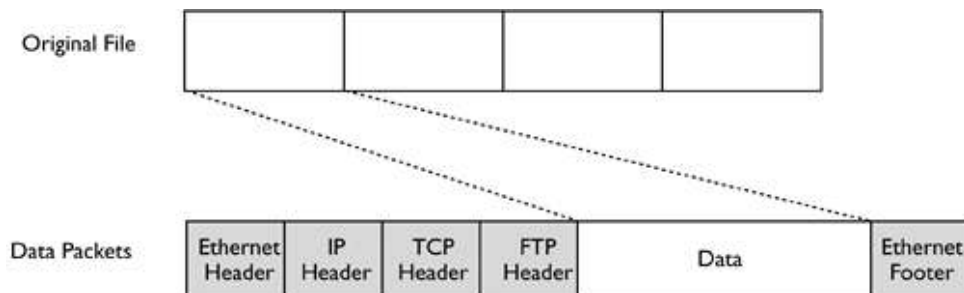 Original File
Data Packets
Ethernet Header
IP Header
TCP Header
FTP Header
Data
Ethernet Footer